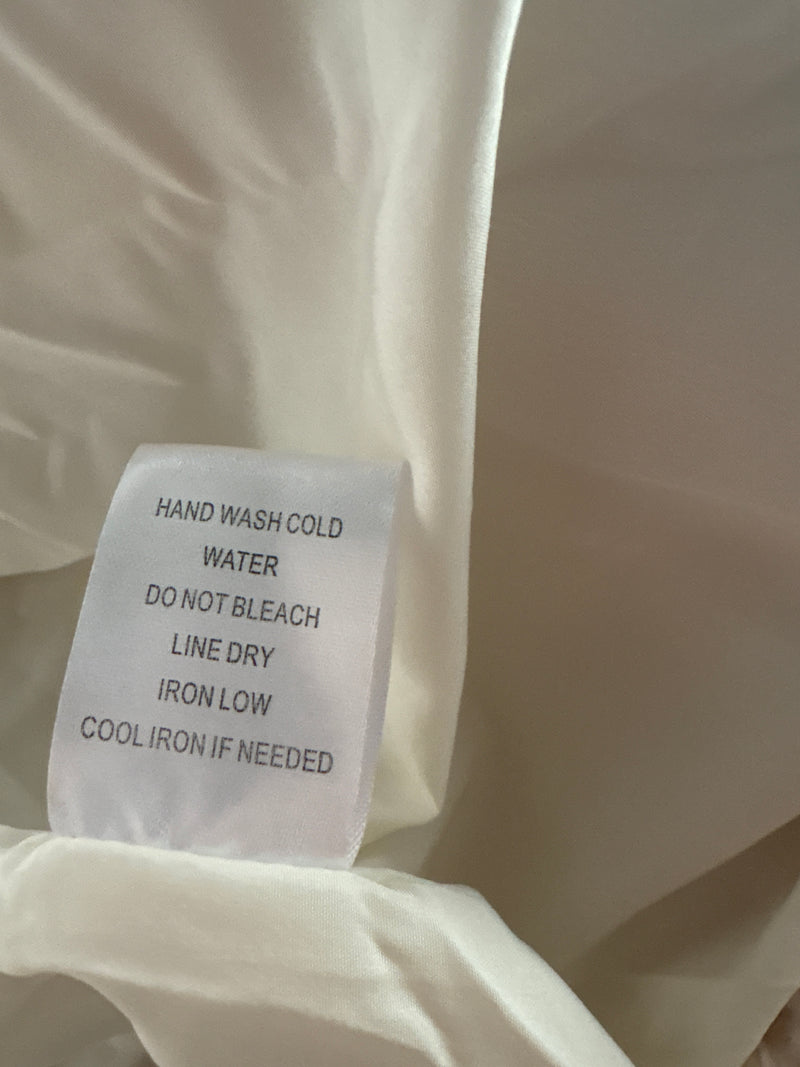 HAND WASH COLD
WATER
DO NOT BLEACH
LINE DRY
IRON LOW
COOL IRON IF NEEDED